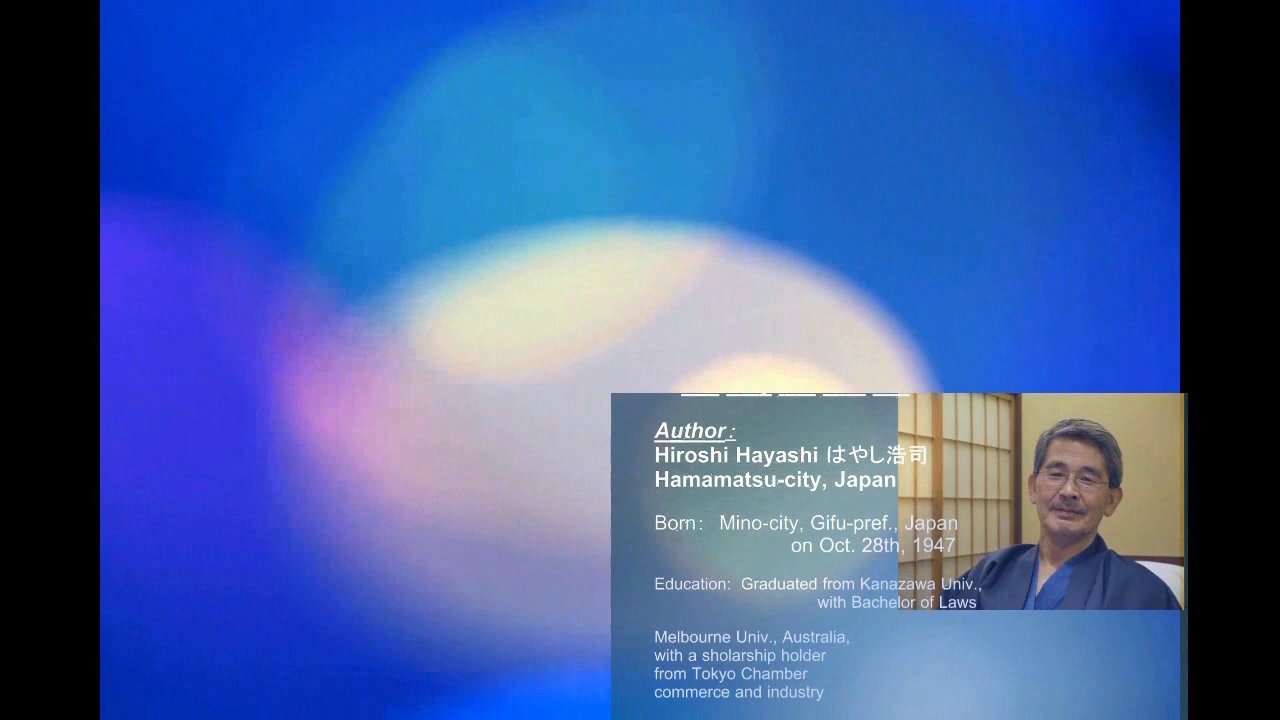 Author:
Hiroshi Hayashi はやし浩司
Hamamatsu-city, Japan
Born: Mino-city, Gifu-pref., Japan
on Oct. 28th, 1947
Education: Graduated from Kanazawa Univ.,
with Bachelor of Laws
Melbourne Univ., Australia,
with a sholarship holder
from Tokyo Chamber
commerce and industry